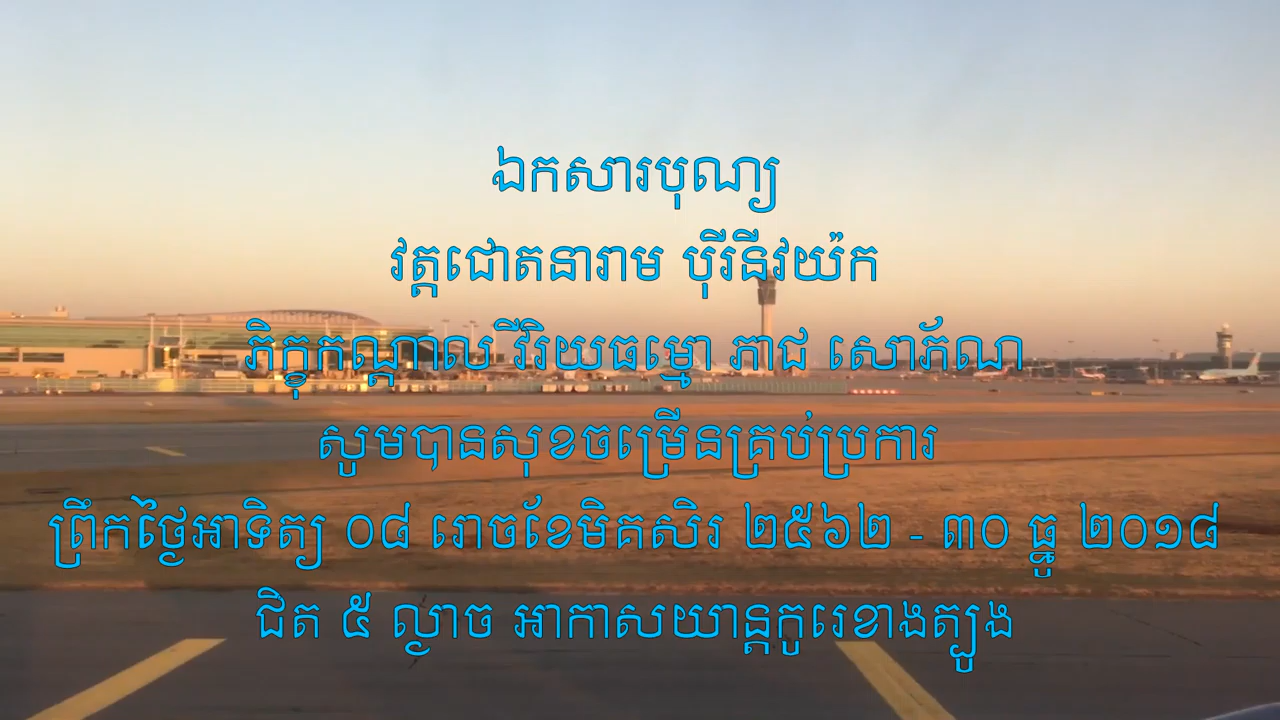 ឯកសារបុណ្យ
វត្តជោតនារាម ប៉ីរនីវយ៉ក
ភិក្ខុកណ្ដាល វីរិយធម្មោ ភាជ សោភ័ណ
សូមបានសុខចម្រើនគ្រប់ប្រការ
ព្រឹកថ្ងៃអាទិត្យ ០៨ រោចខែមិគសិរ ២៥៦២ - ៣០ ធ្នូ ២០១៨
ជិត ៥ ល្ងាច អាកាសយាន្តកូរេខាងត្បូង